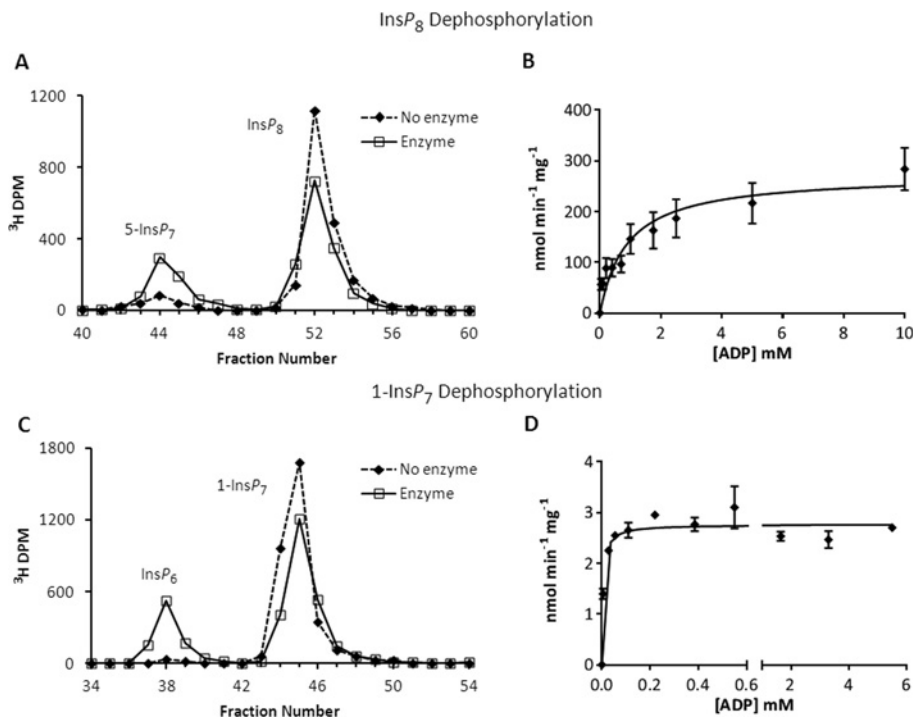 InsP₈ Dephosphorylation
A
1200
800
400
0
³H DPM
InsP₈
5-InsP₇
No enzyme
Enzyme
40 44 48 52 56 60
Fraction Number
B
400
300
200
100
0
nmol min⁻¹ mg⁻¹
0 2 4 6 8 10
[ADP] mM
1-InsP₇ Dephosphorylation
C
1800
1200
600
0
³H DPM
1-InsP₇
InsP₆
No enzyme
Enzyme
34 38 42 46 50 54
Fraction Number
D
4
3
2
1
0
nmol min⁻¹ mg⁻¹
0.0 0.2 0.4 0.6 2 4 6
[ADP] mM